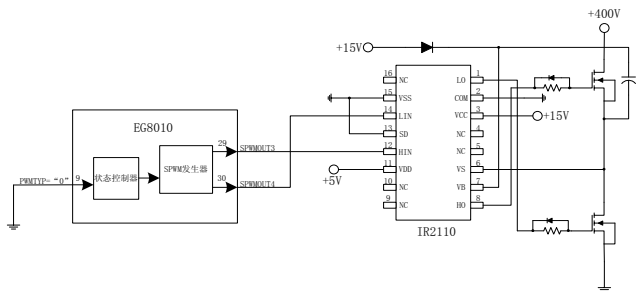 +400V
+15V
16 NC
15 VSS
14 LIN
13 SD
12 HIN
11 VDD
10 NC
9 NC
LO 1
COM 2
VCC 3
NC 4
NC 5
VS 6
VB 7
HO 8
IR2110
+15V
+5V
EG8010
29 SPWMOUT3
30 SPWMOUT4
PWMTYP= “0” 9
状态控制器
SPWM发生器